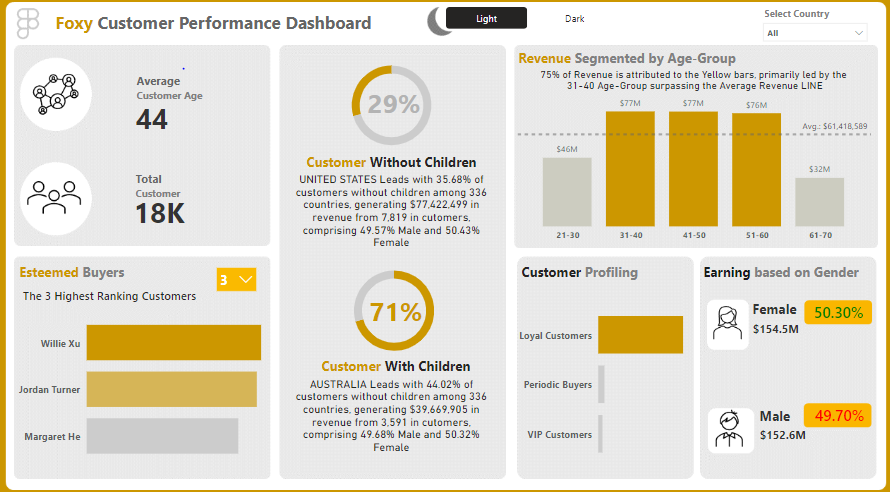 Foxy Customer Performance Dashboard
Light
Dark
Select Country
All
Average
Customer Age
44
Total
Customer
18K
29%
Customer Without Children
UNITED STATES Leads with 35.68% of
customers without children among 336
countries, generating $77,422,499 in
revenue from 7,819 in cutomers,
comprising 49.57% Male and 50.43%
Female
71%
Customer With Children
AUSTRALIA Leads with 44.02% of
customers without children among 336
countries, generating $39,669,905 in
revenue from 3,591 in cutomers,
comprising 49.68% Male and 50.32%
Female
Revenue Segmented by Age-Group
75% of Revenue is attributed to the Yellow bars, primarily led by the
31-40 Age-Group surpassing the Average Revenue LINE
$46M
$77M
$77M
$76M
$32M
Avg.: $61,418,589
21-30
31-40
41-50
51-60
61-70
Esteemed Buyers
3
The 3 Highest Ranking Customers
Willie Xu
Jordan Turner
Margaret He
Customer Profiling
Loyal Customers
Periodic Buyers
VIP Customers
Earning based on Gender
Female
50.30%
$154.5M
Male
49.70%
$152.6M